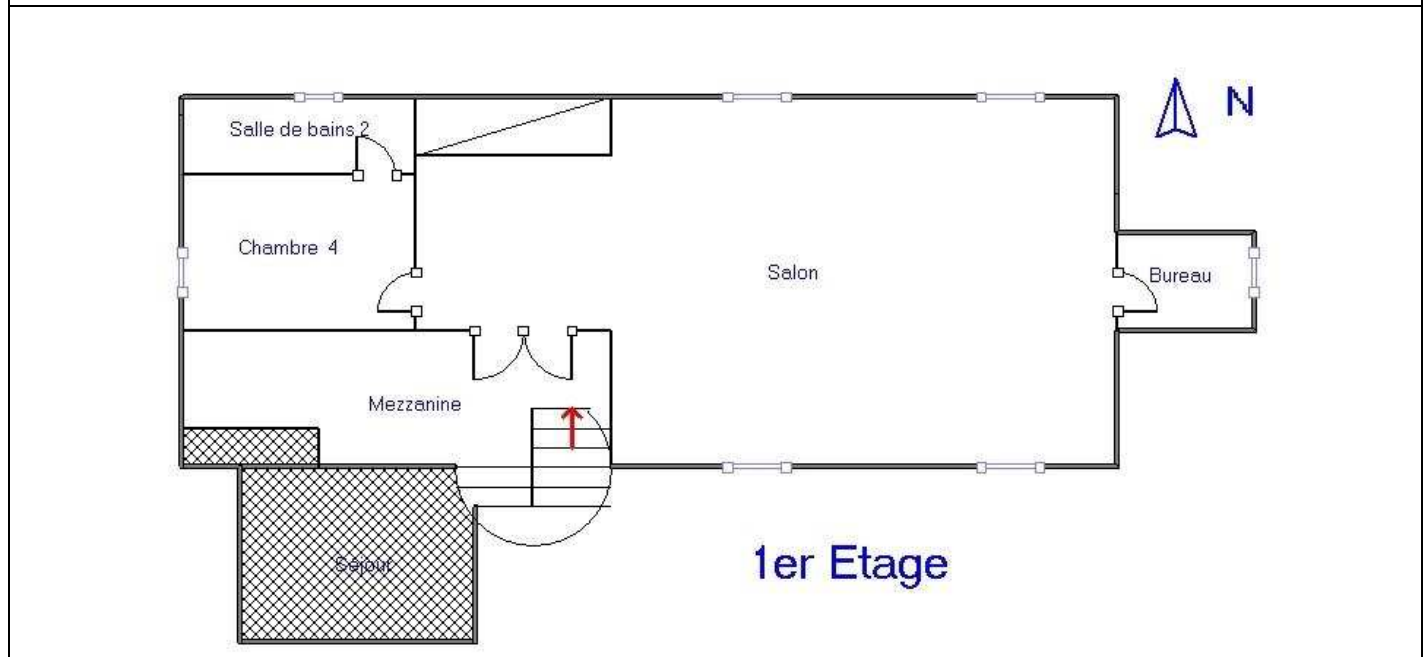 N
Salle de bains 2
Chambre 4
Salon
Bureau
Mezzanine
Séjour
1er Etage